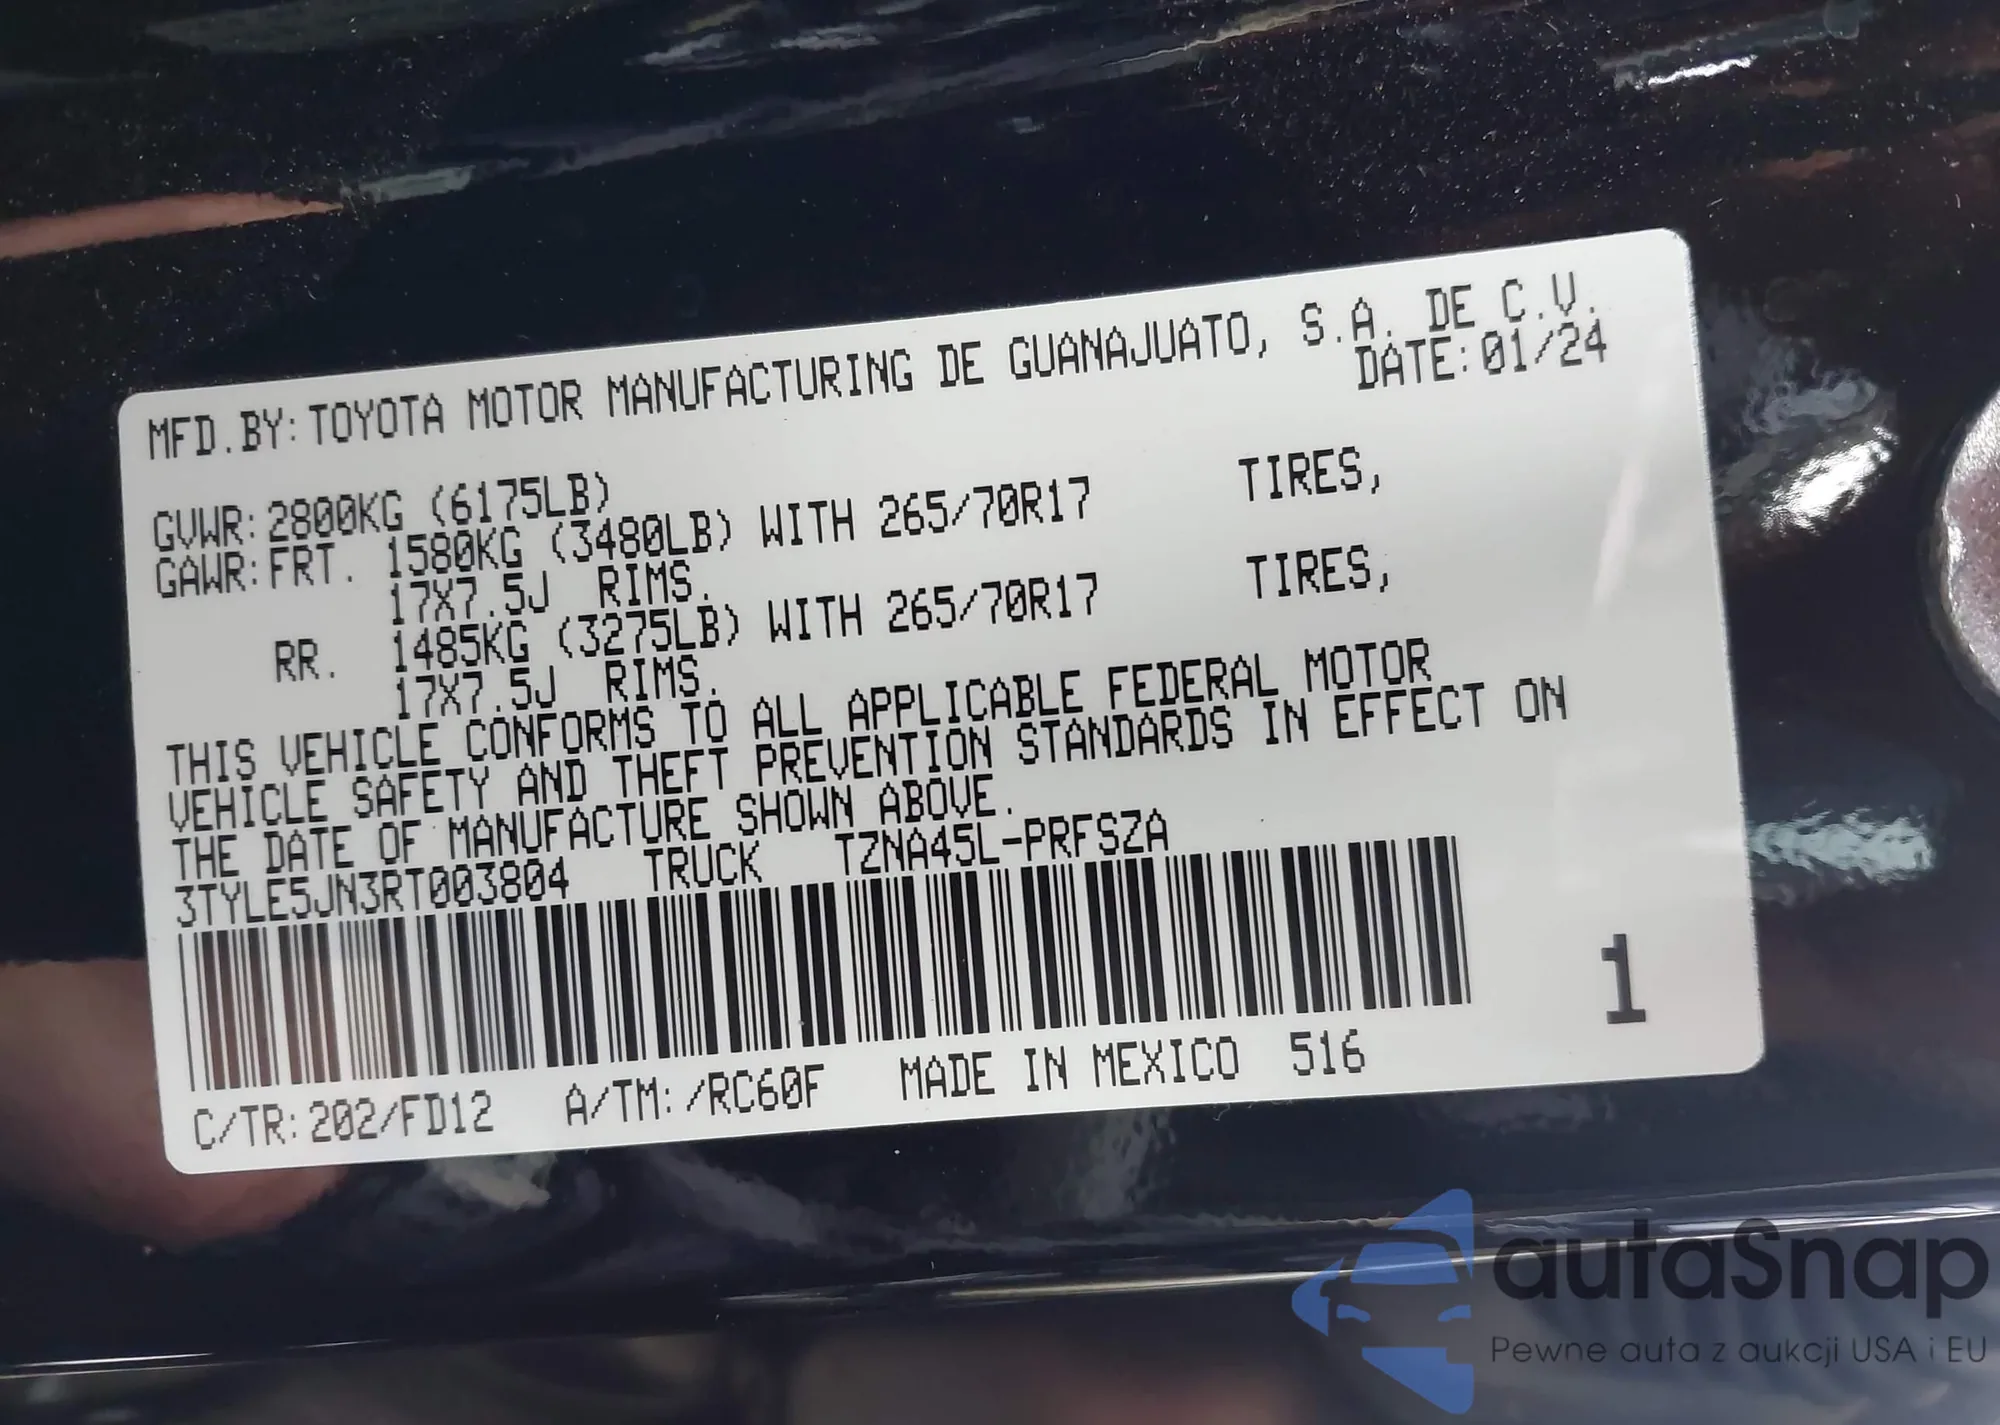 MFD.BY: TOYOTA MOTOR MANUFACTURING DE GUANAJUATO, S.A. DE C.V.
DATE: 01/24
GVWR: 2800KG (6175LB)
GAWR: FRT. 1580KG (3480LB) WITH 265/70R17 TIRES,
17X7.5J RIMS.
RR. 1485KG (3275LB) WITH 265/70R17 TIRES,
17X7.5J RIMS.
THIS VEHICLE CONFORMS TO ALL APPLICABLE FEDERAL MOTOR
VEHICLE SAFETY AND THEFT PREVENTION STANDARDS IN EFFECT ON
THE DATE OF MANUFACTURE SHOWN ABOVE.
3TYLE5JN3RT003804 TRUCK TZNA45L-PRFSZA
1
C/TR: 202/FD12 A/TM: /RC60F MADE IN MEXICO 516
autaSnap
Pewne auta z aukcji USA i EU